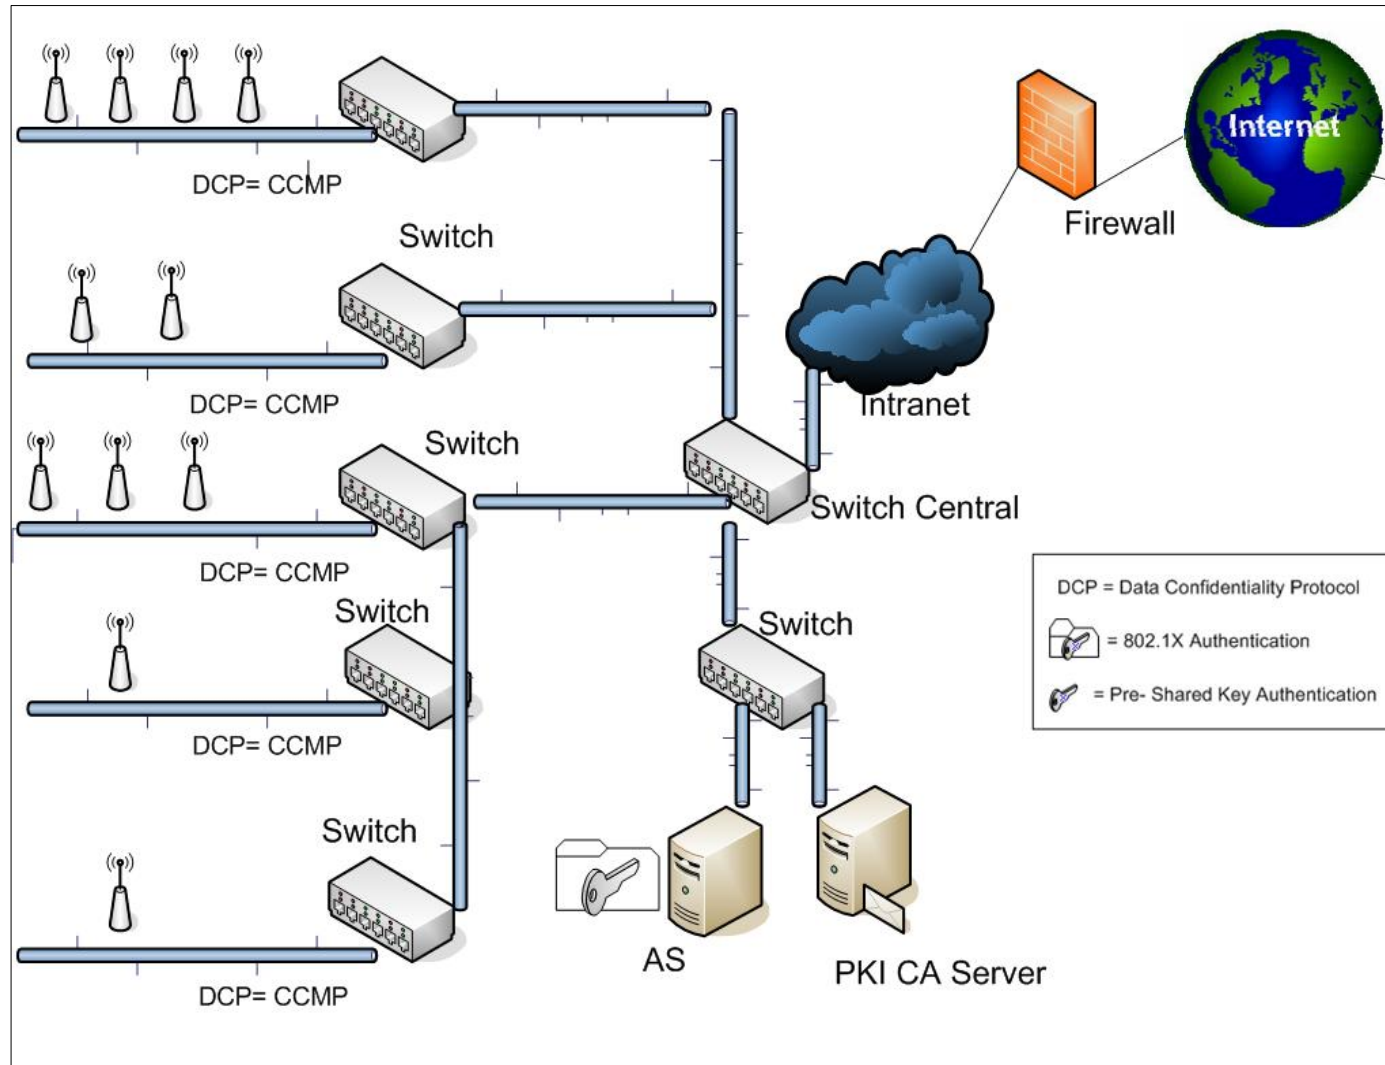 DCP= CCMP
Internet
Firewall
Switch
DCP= CCMP
Intranet
Switch
Switch Central
DCP= CCMP
Switch
Switch
DCP= CCMP
DCP = Data Confidentiality Protocol
= 802.1X Authentication
= Pre- Shared Key Authentication
Switch
AS
PKI CA Server
DCP= CCMP